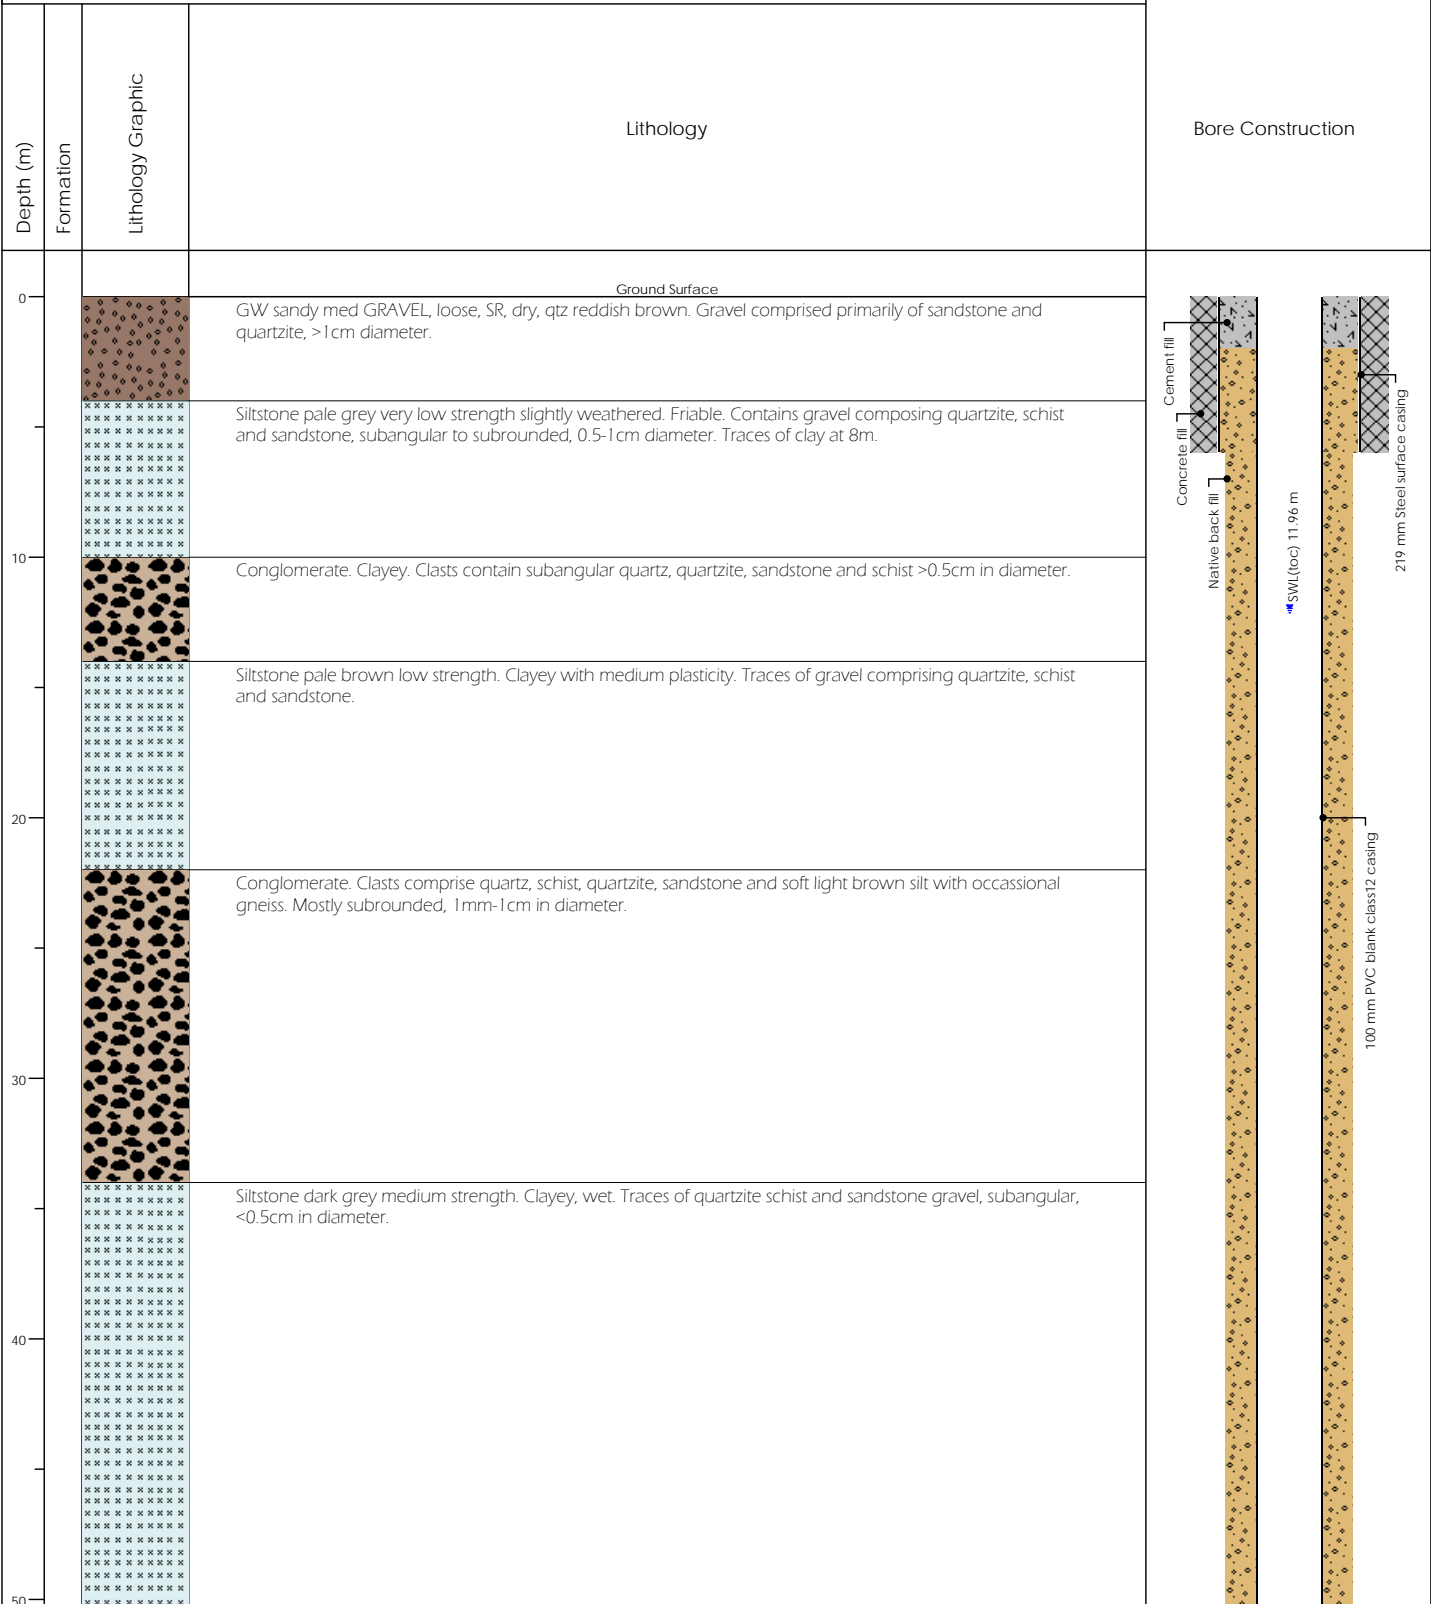 Depth (m)
Formation
Lithology Graphic
Lithology
Bore Construction
Ground Surface
0
GW sandy med GRAVEL, loose, SR, dry, qtz reddish brown. Gravel comprised primarily of sandstone and
quartzite, >1cm diameter.
Siltstone pale grey very low strength slightly weathered. Friable. Contains gravel composing quartzite, schist
and sandstone, subangular to subrounded, 0.5-1cm diameter. Traces of clay at 8m.
10
Conglomerate. Clayey. Clasts contain subangular quartz, quartzite, sandstone and schist >0.5cm in diameter.
Siltstone pale brown low strength. Clayey with medium plasticity. Traces of gravel comprising quartzite, schist
and sandstone.
20
Conglomerate. Clasts comprise quartz, schist, quartzite, sandstone and soft light brown silt with occassional
gneiss. Mostly subrounded, 1mm-1cm in diameter.
30
Siltstone dark grey medium strength. Clayey, wet. Traces of quartzite schist and sandstone gravel, subangular,
<0.5cm in diameter.
40
50
Cement fill
Concrete fill
Native back fill
SWL(toc) 11.96 m
219 mm Steel surface casing
100 mm PVC blank class12 casing